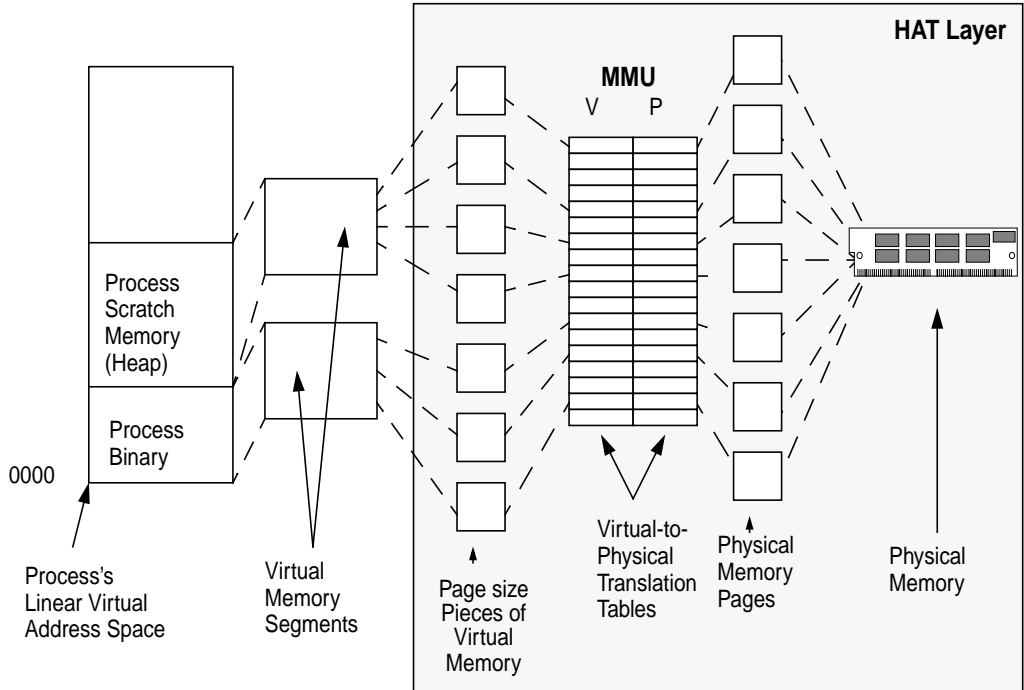 HAT Layer
MMU
V P
Process
Scratch
Memory
(Heap)
Process
Binary
0000
Process's
Linear Virtual
Address Space
Virtual
Memory
Segments
Page size
Pieces of
Virtual
Memory
Virtual-to-
Physical
Translation
Tables
Physical
Memory
Pages
Physical
Memory